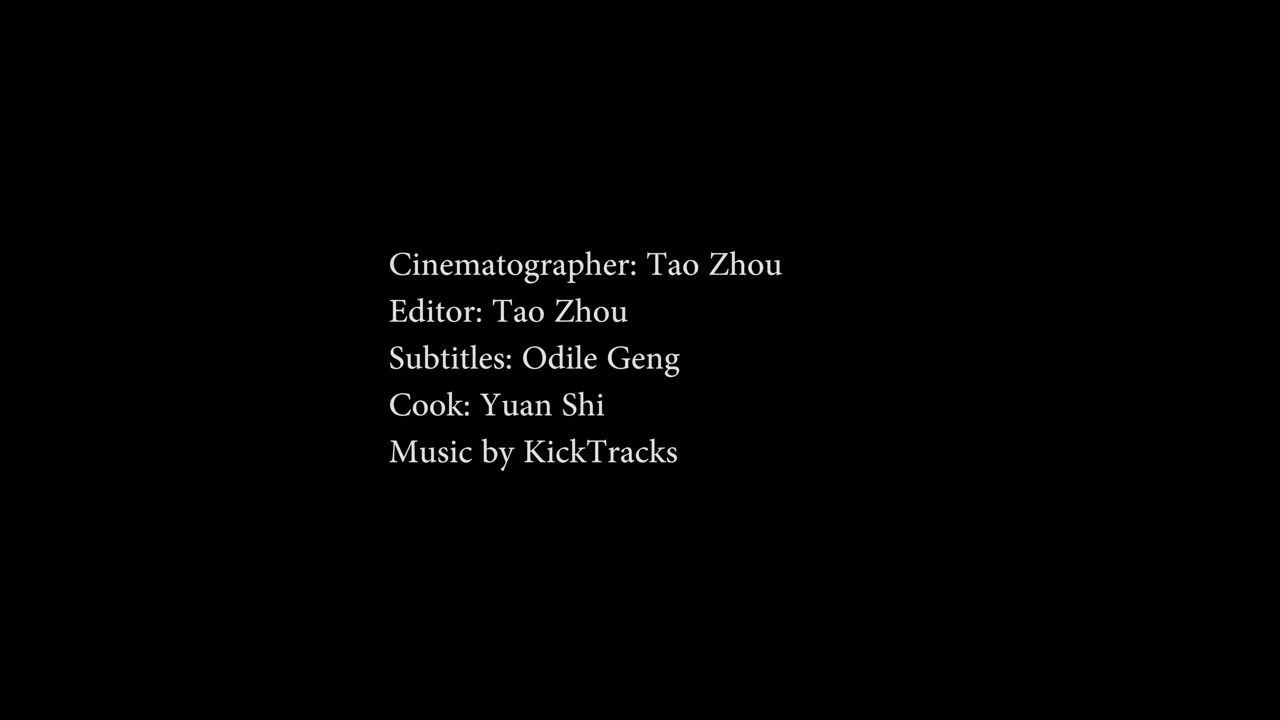 Cinematographer: Tao Zhou
Editor: Tao Zhou
Subtitles: Odile Geng
Cook: Yuan Shi
Music by KickTracks